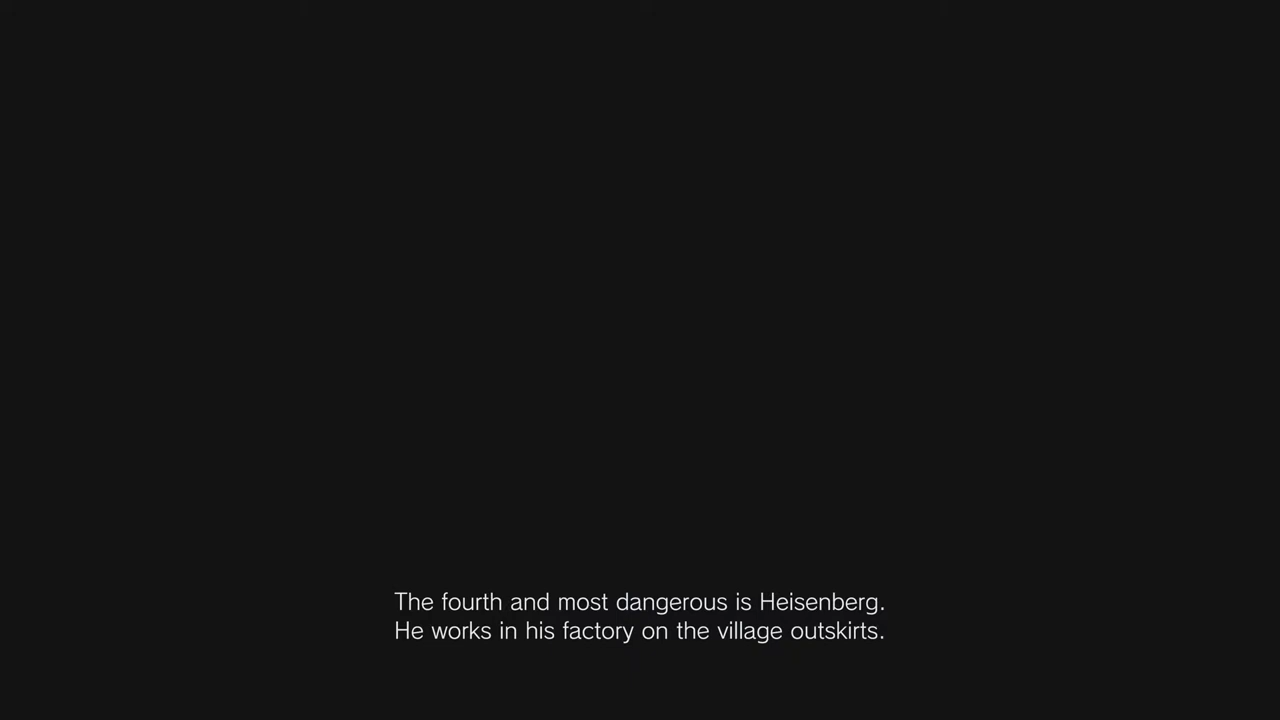 The fourth and most dangerous is Heisenberg.
He works in his factory on the village outskirts.